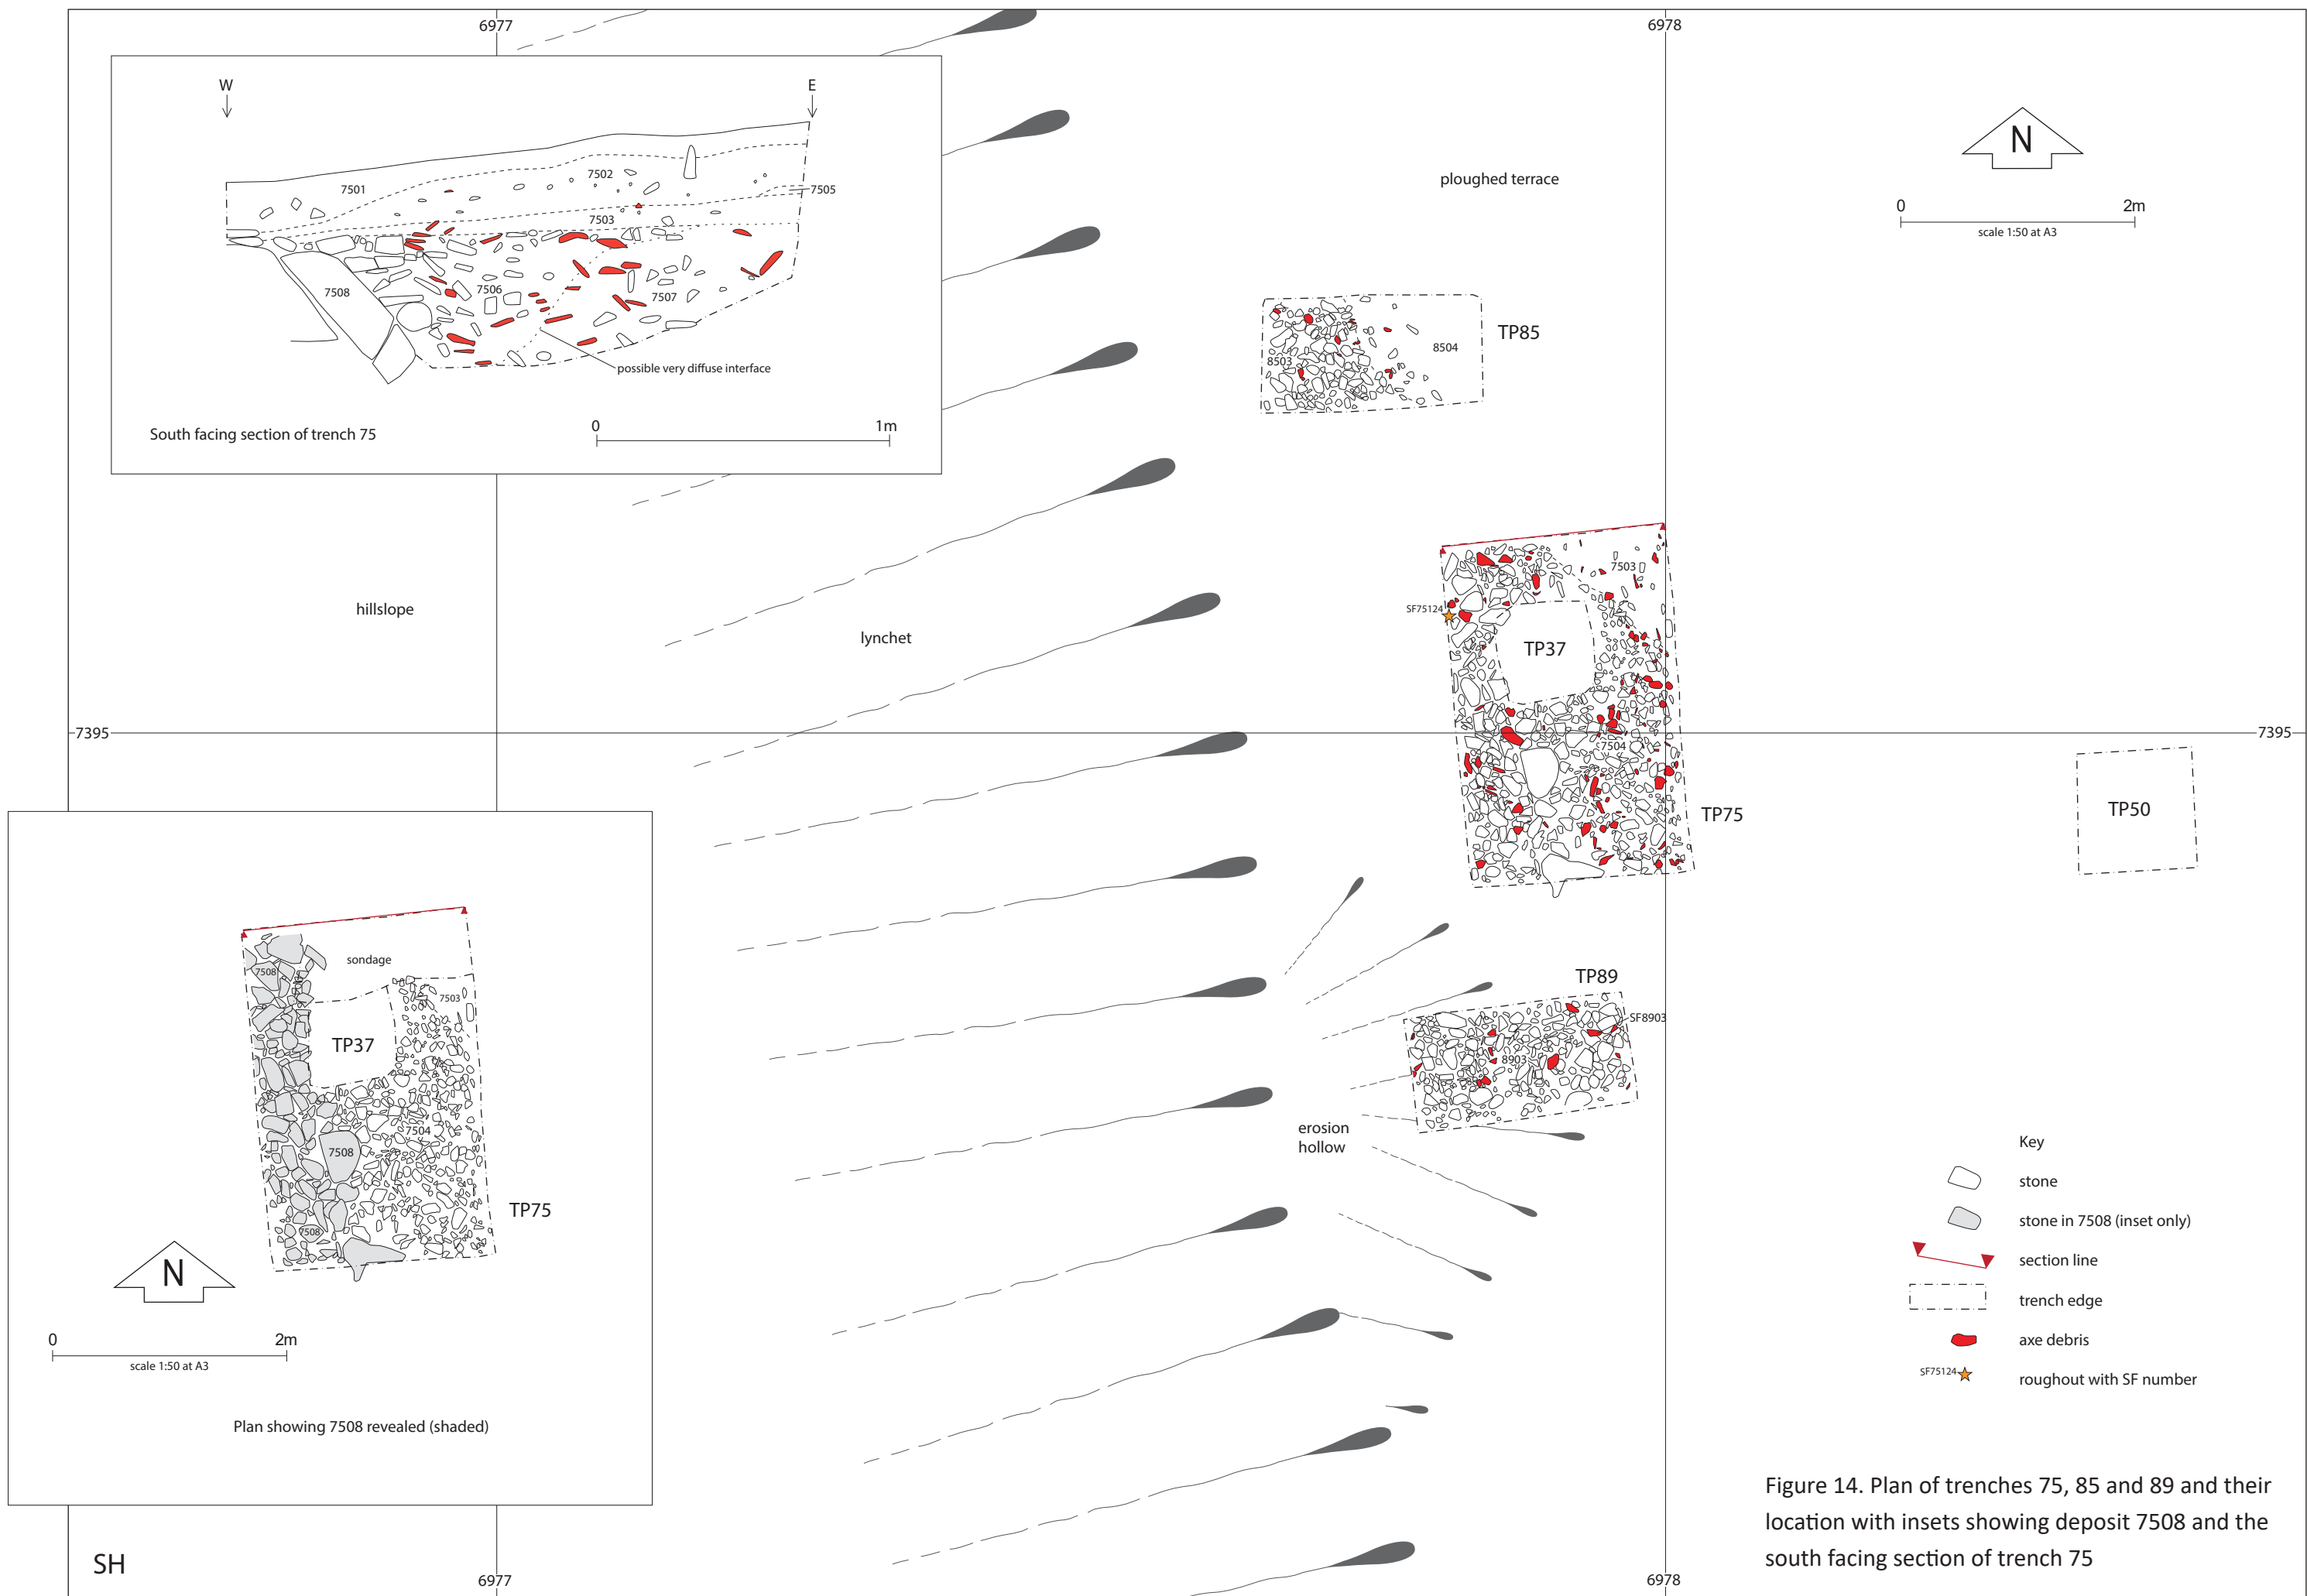 6977
6978
W
E
7501
7502
7505
7503
7506
7507
7508
possible very diffuse interface
South facing section of trench 75
0
1m
ploughed terrace
N
0
2m
scale 1:50 at A3
TP85
8503
8504
hillslope
lynchet
SF75124
7503
TP37
7395
7395
7504
TP75
TP50
sondage
7508
7503
TP37
7504
7508
7508
TP75
N
0
2m
scale 1:50 at A3
Plan showing 7508 revealed (shaded)
TP89
SF8903
8903
erosion
hollow
Key
stone
stone in 7508 (inset only)
section line
trench edge
axe debris
SF75124
roughout with SF number
Figure 14. Plan of trenches 75, 85 and 89 and their
location with insets showing deposit 7508 and the
south facing section of trench 75
SH
6977
6978